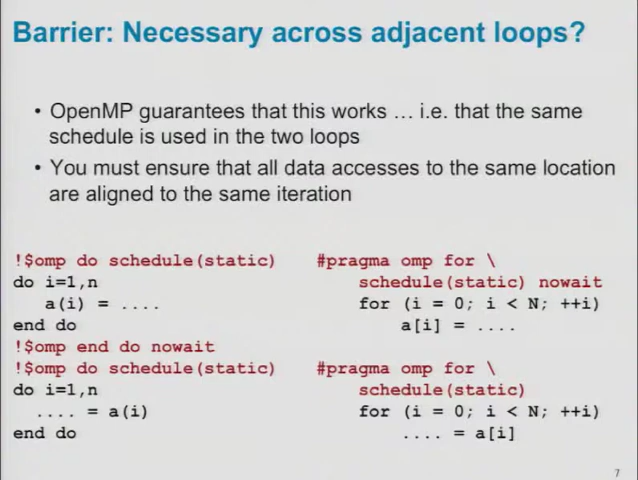 Barrier: Necessary across adjacent loops?
• OpenMP guarantees that this works … i.e. that the same
schedule is used in the two loops
• You must ensure that all data accesses to the same location
are aligned to the same iteration
!$omp do schedule(static)
do i=1,n
a(i) = ....
end do
!$omp end do nowait
!$omp do schedule(static)
do i=1,n
.... = a(i)
end do
#pragma omp for \
schedule(static) nowait
for (i = 0; i < N; ++i)
a[i] = ....
#pragma omp for \
schedule(static)
for (i = 0; i < N; ++i)
.... = a[i]
7